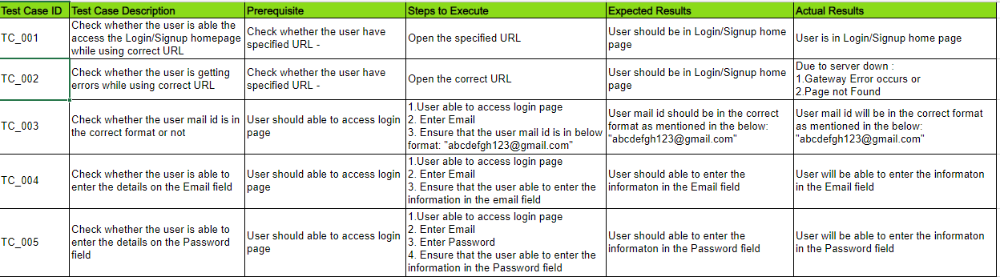 Test Case ID
Test Case Description
Prerequisite
Steps to Execute
Expected Results
Actual Results
TC_001
Check whether the user is able the
access the Login/Signup homepage
while using correct URL
Check whether the user have
specified URL -
Open the specified URL
User should be in Login/Signup home
page
User is in Login/Signup home page
TC_002
Check whether the user is getting
errors while using correct URL
Check whether the user have
specified URL -
Open the correct URL
User should be in Login/Signup home
page
Due to server down :
1.Gateway Error occurs or
2.Page not Found
TC_003
Check whether the user mail id is in
the correct format or not
User should able to access login
page
1.User able to access login page
2. Enter Email
3. Ensure that the user mail id is in below
format: "abcdefgh123@gmail.com"
User mail id should be in the correct
format as mentioned in the below:
"abcdefgh123@gmail.com"
User mail id will be in the correct format
as mentioned in the below:
"abcdefgh123@gmail.com"
TC_004
Check whether the user is able to
enter the details on the Email field
User should able to access login
page
1.User able to access login page
2. Enter Email
3. Ensure that the user able to enter the
information in the email field
User should able to enter the
informaton in the Email field
User will be able to enter the informaton
in the Email field
TC_005
Check whether the user is able to
enter the details on the Password
field
User should able to access login
page
1.User able to access login page
2. Enter Email
3. Enter Password
4. Ensure that the user able to enter the
information in the Password field
User should able to enter the
informaton in the Password field
User will be able to enter the informaton
in the Password field